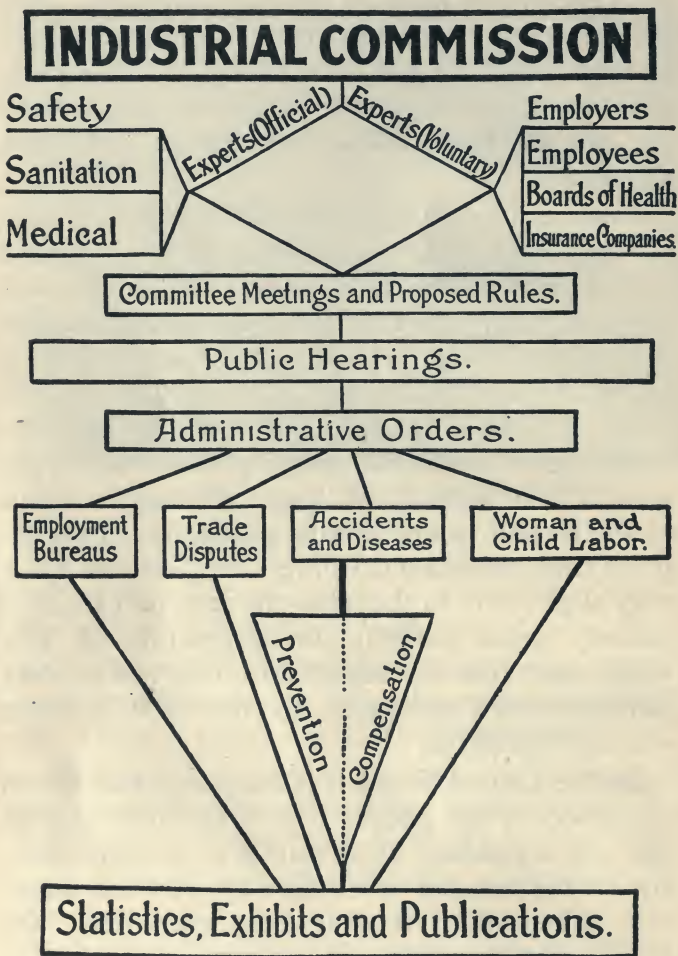 INDUSTRIAL COMMISSION
Safety
Sanitation
Medical
Experts (Official)
Experts (Voluntary)
Employers
Employees
Boards of Health
Insurance Companies.
Committee Meetings and Proposed Rules.
Public Hearings.
Administrative Orders.
Employment
Bureaus
Trade
Disputes
Accidents
and Diseases
Woman and
Child Labor.
Prevention
Compensation
Statistics, Exhibits and Publications.